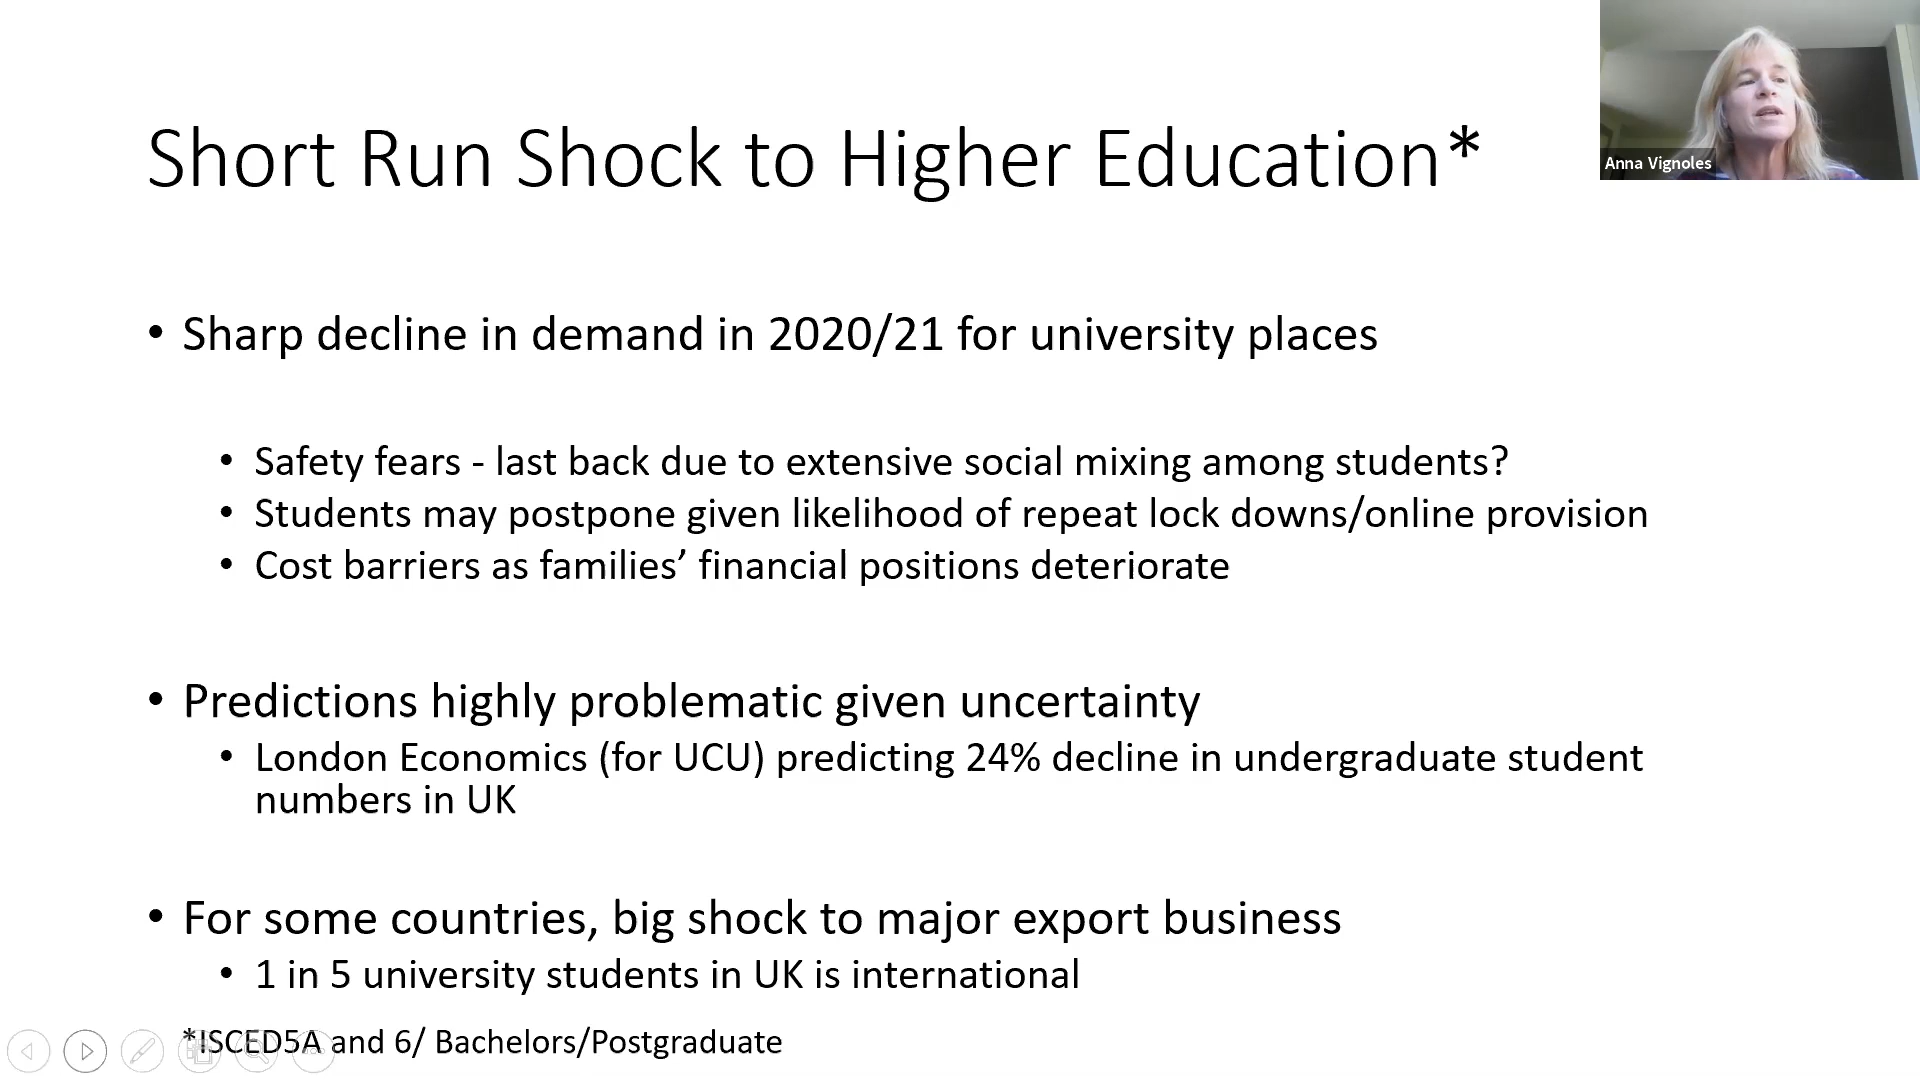 Short Run Shock to Higher Education*
Anna Vignoles
• Sharp decline in demand in 2020/21 for university places
• Safety fears - last back due to extensive social mixing among students?
• Students may postpone given likelihood of repeat lock downs/online provision
• Cost barriers as families’ financial positions deteriorate
• Predictions highly problematic given uncertainty
• London Economics (for UCU) predicting 24% decline in undergraduate student
numbers in UK
• For some countries, big shock to major export business
• 1 in 5 university students in UK is international
*ISCED5A and 6/ Bachelors/Postgraduate